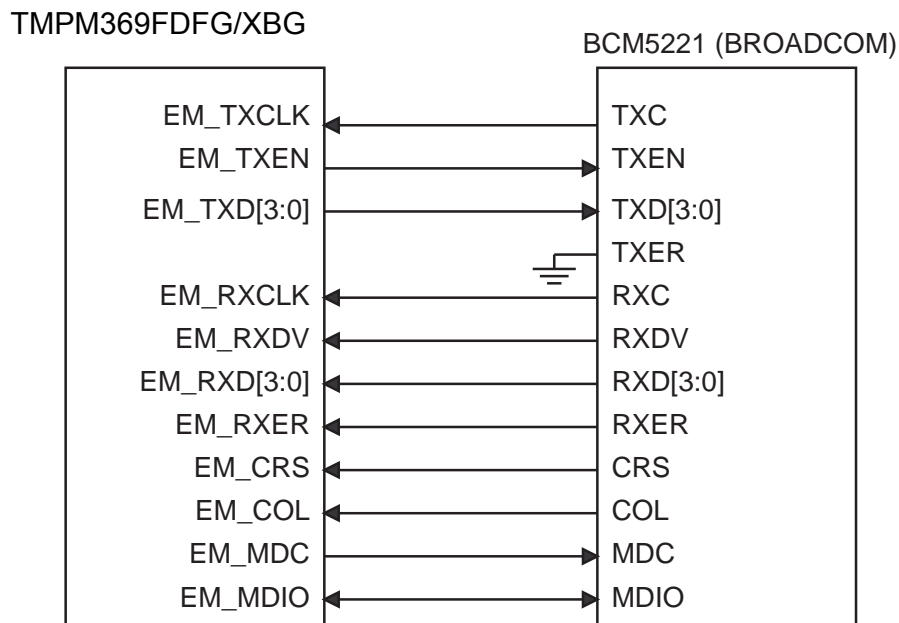 TMPM369FDFG/XBG
BCM5221 (BROADCOM)
EM_TXCLK TXC
EM_TXEN TXEN
EM_TXD[3:0] TXD[3:0]
TXER
EM_RXCLK RXC
EM_RXDV RXDV
EM_RXD[3:0] RXD[3:0]
EM_RXER RXER
EM_CRS CRS
EM_COL COL
EM_MDC MDC
EM_MDIO MDIO